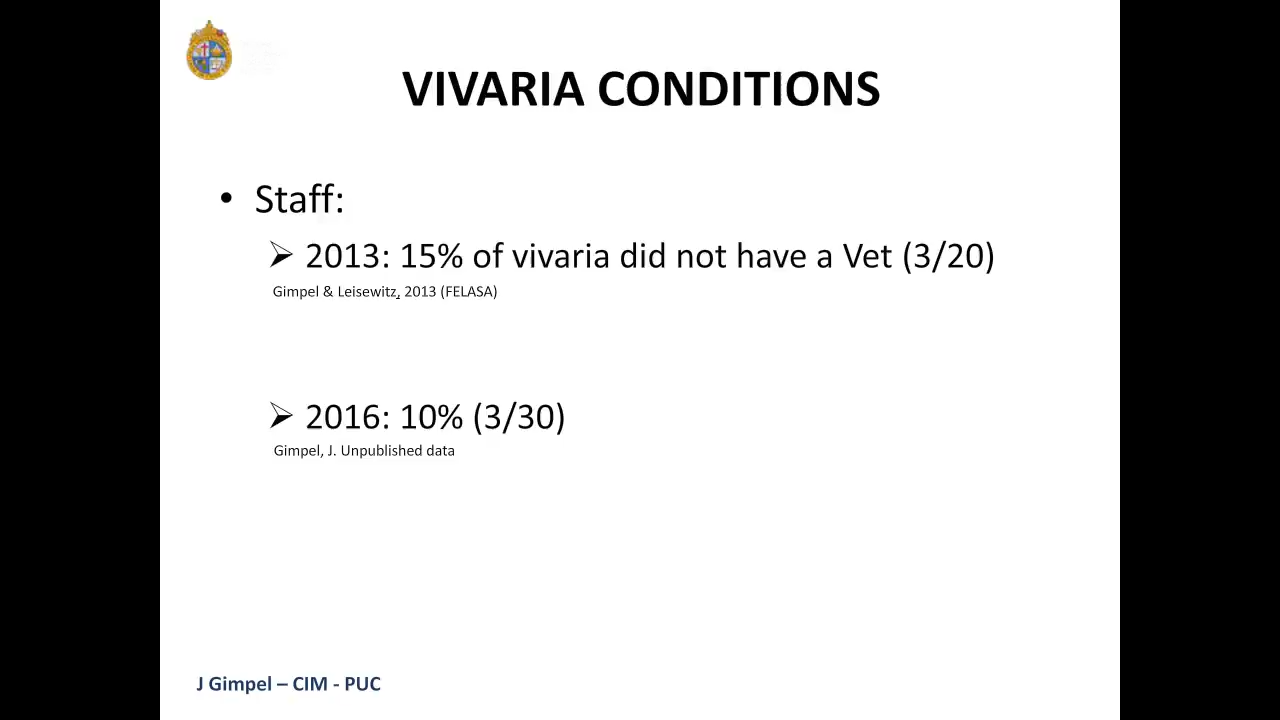 VIVARIA CONDITIONS
• Staff:
➢ 2013: 15% of vivaria did not have a Vet (3/20)
Gimpel & Leisewitz, 2013 (FELASA)
➢ 2016: 10% (3/30)
Gimpel, J. Unpublished data
J Gimpel – CIM - PUC